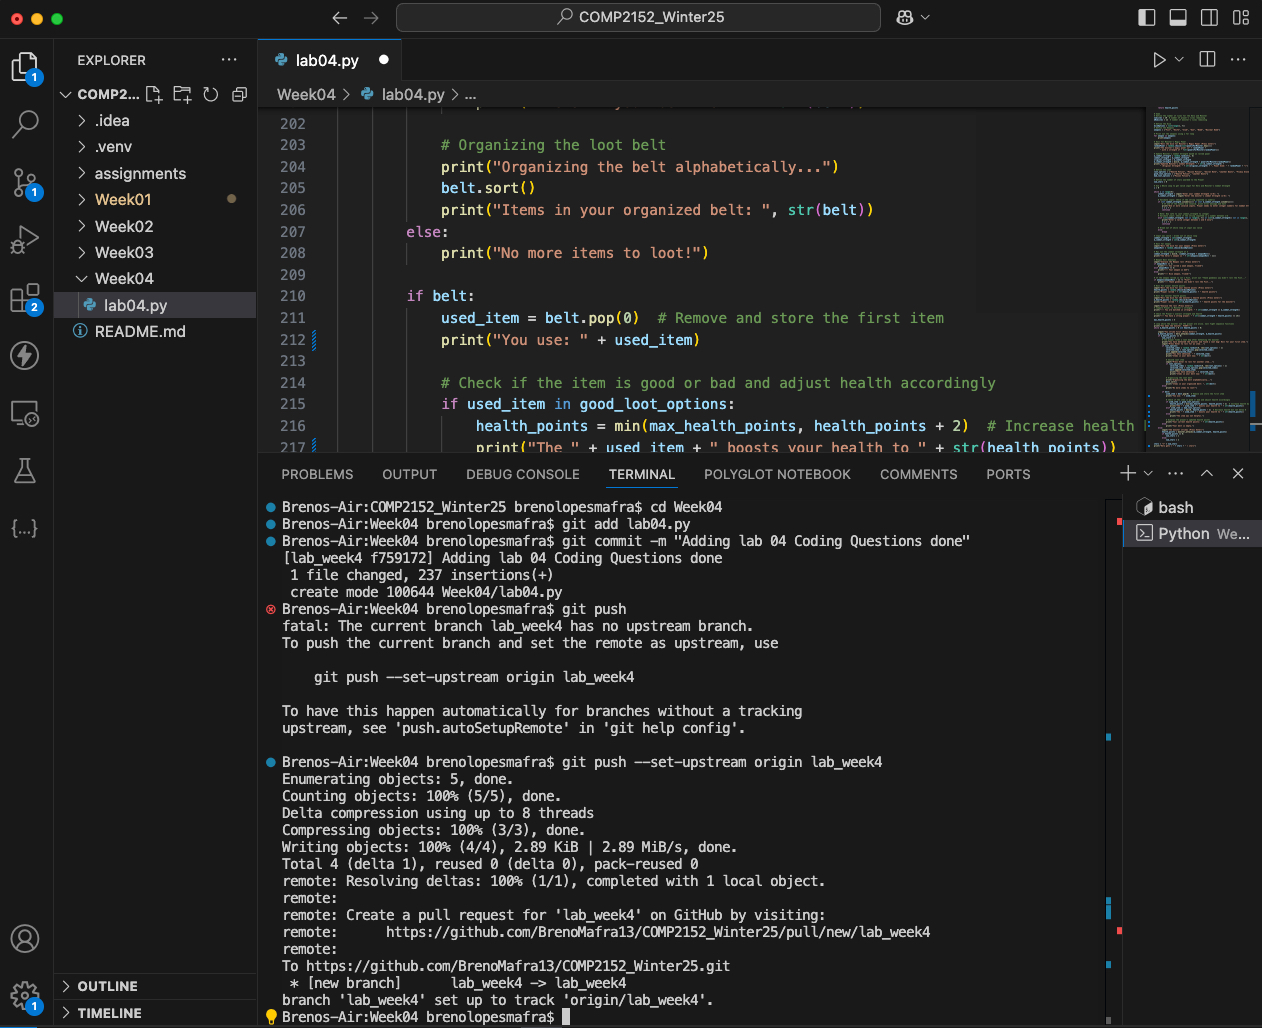 COMP2152_Winter25
EXPLORER
COMP2...
.idea
.venv
assignments
Week01
Week02
Week03
Week04
lab04.py
README.md
OUTLINE
TIMELINE
1
1
2
1
lab04.py
Week04 > lab04.py > ...
202
203 # Organizing the loot belt
204 print("Organizing the belt alphabetically...")
205 belt.sort()
206 print("Items in your organized belt: ", str(belt))
207 else:
208 print("No more items to loot!")
209
210 if belt:
211 used_item = belt.pop(0)  # Remove and store the first item
212 print("You use: " + used_item)
213
214 # Check if the item is good or bad and adjust health accordingly
215 if used_item in good_loot_options:
216 health_points = min(max_health_points, health_points + 2)  # Increase health
217 print("The " + used_item + " boosts your health to " + str(health_points))
PROBLEMS OUTPUT DEBUG CONSOLE TERMINAL POLYGLOT NOTEBOOK COMMENTS PORTS
bash
Python We...
Brenos-Air:COMP2152_Winter25 brenolopesmafra$ cd Week04
Brenos-Air:Week04 brenolopesmafra$ git add lab04.py
Brenos-Air:Week04 brenolopesmafra$ git commit -m "Adding lab 04 Coding Questions done"
[lab_week4 f759172] Adding lab 04 Coding Questions done
1 file changed, 237 insertions(+)
create mode 100644 Week04/lab04.py
Brenos-Air:Week04 brenolopesmafra$ git push
fatal: The current branch lab_week4 has no upstream branch.
To push the current branch and set the remote as upstream, use
git push --set-upstream origin lab_week4
To have this happen automatically for branches without a tracking
upstream, see 'push.autoSetupRemote' in 'git help config'.
Brenos-Air:Week04 brenolopesmafra$ git push --set-upstream origin lab_week4
Enumerating objects: 5, done.
Counting objects: 100% (5/5), done.
Delta compression using up to 8 threads
Compressing objects: 100% (3/3), done.
Writing objects: 100% (4/4), 2.89 KiB | 2.89 MiB/s, done.
Total 4 (delta 1), reused 0 (delta 0), pack-reused 0
remote: Resolving deltas: 100% (1/1), completed with 1 local object.
remote:
remote: Create a pull request for 'lab_week4' on GitHub by visiting:
remote:      https://github.com/BrenoMafra13/COMP2152_Winter25/pull/new/lab_week4
remote:
To https://github.com/BrenoMafra13/COMP2152_Winter25.git
* [new branch]      lab_week4 -> lab_week4
branch 'lab_week4' set up to track 'origin/lab_week4'.
Brenos-Air:Week04 brenolopesmafra$